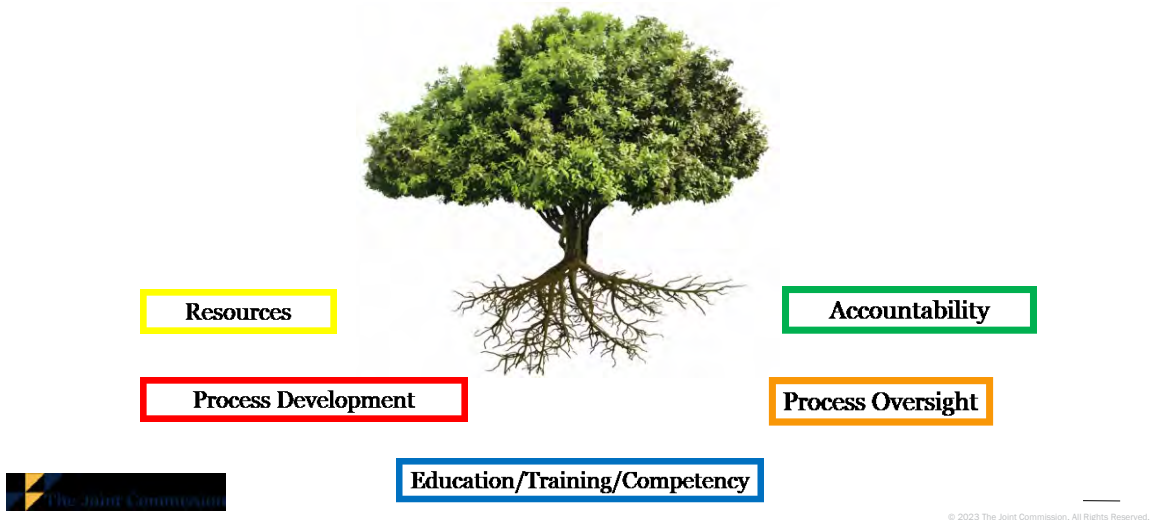 Resources
Accountability
Process Development
Process Oversight
Education/Training/Competency
The Joint Commission
© 2023 The Joint Commission. All Rights Reserved.